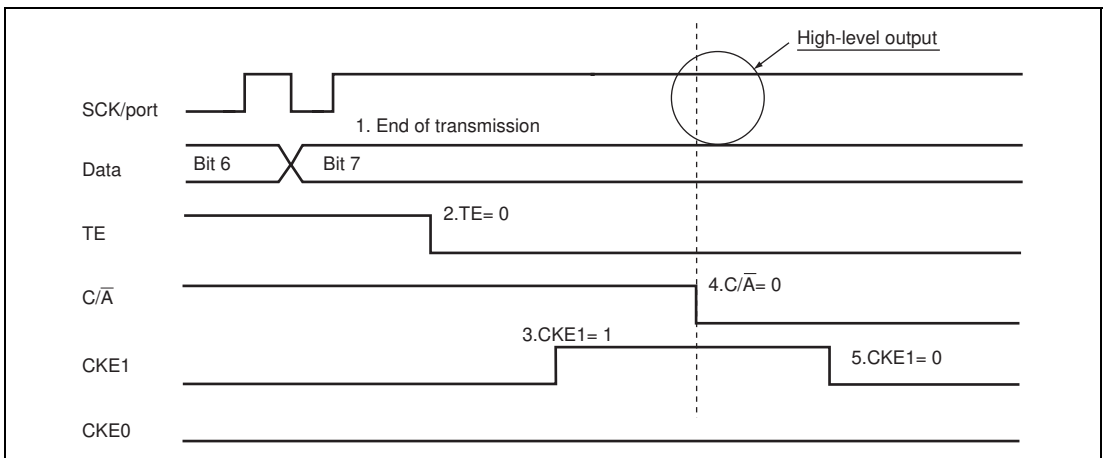 High-level output
SCK/port
1. End of transmission
Data
Bit 6
Bit 7
TE
2.TE= 0
C/A̅
4.C/A̅= 0
3.CKE1= 1
CKE1
5.CKE1= 0
CKE0